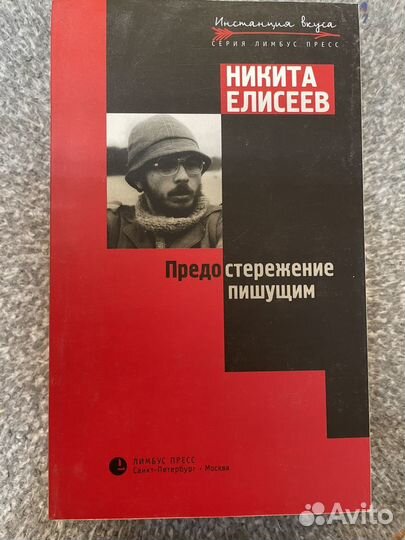 Инстанция вкуса
СЕРИЯ ЛИМБУС ПРЕСС
НИКИТА
ЕЛИСЕЕВ
Предостережение
пишущим
ЛИМБУС ПРЕСС
Санкт-Петербург - Москва
Avito